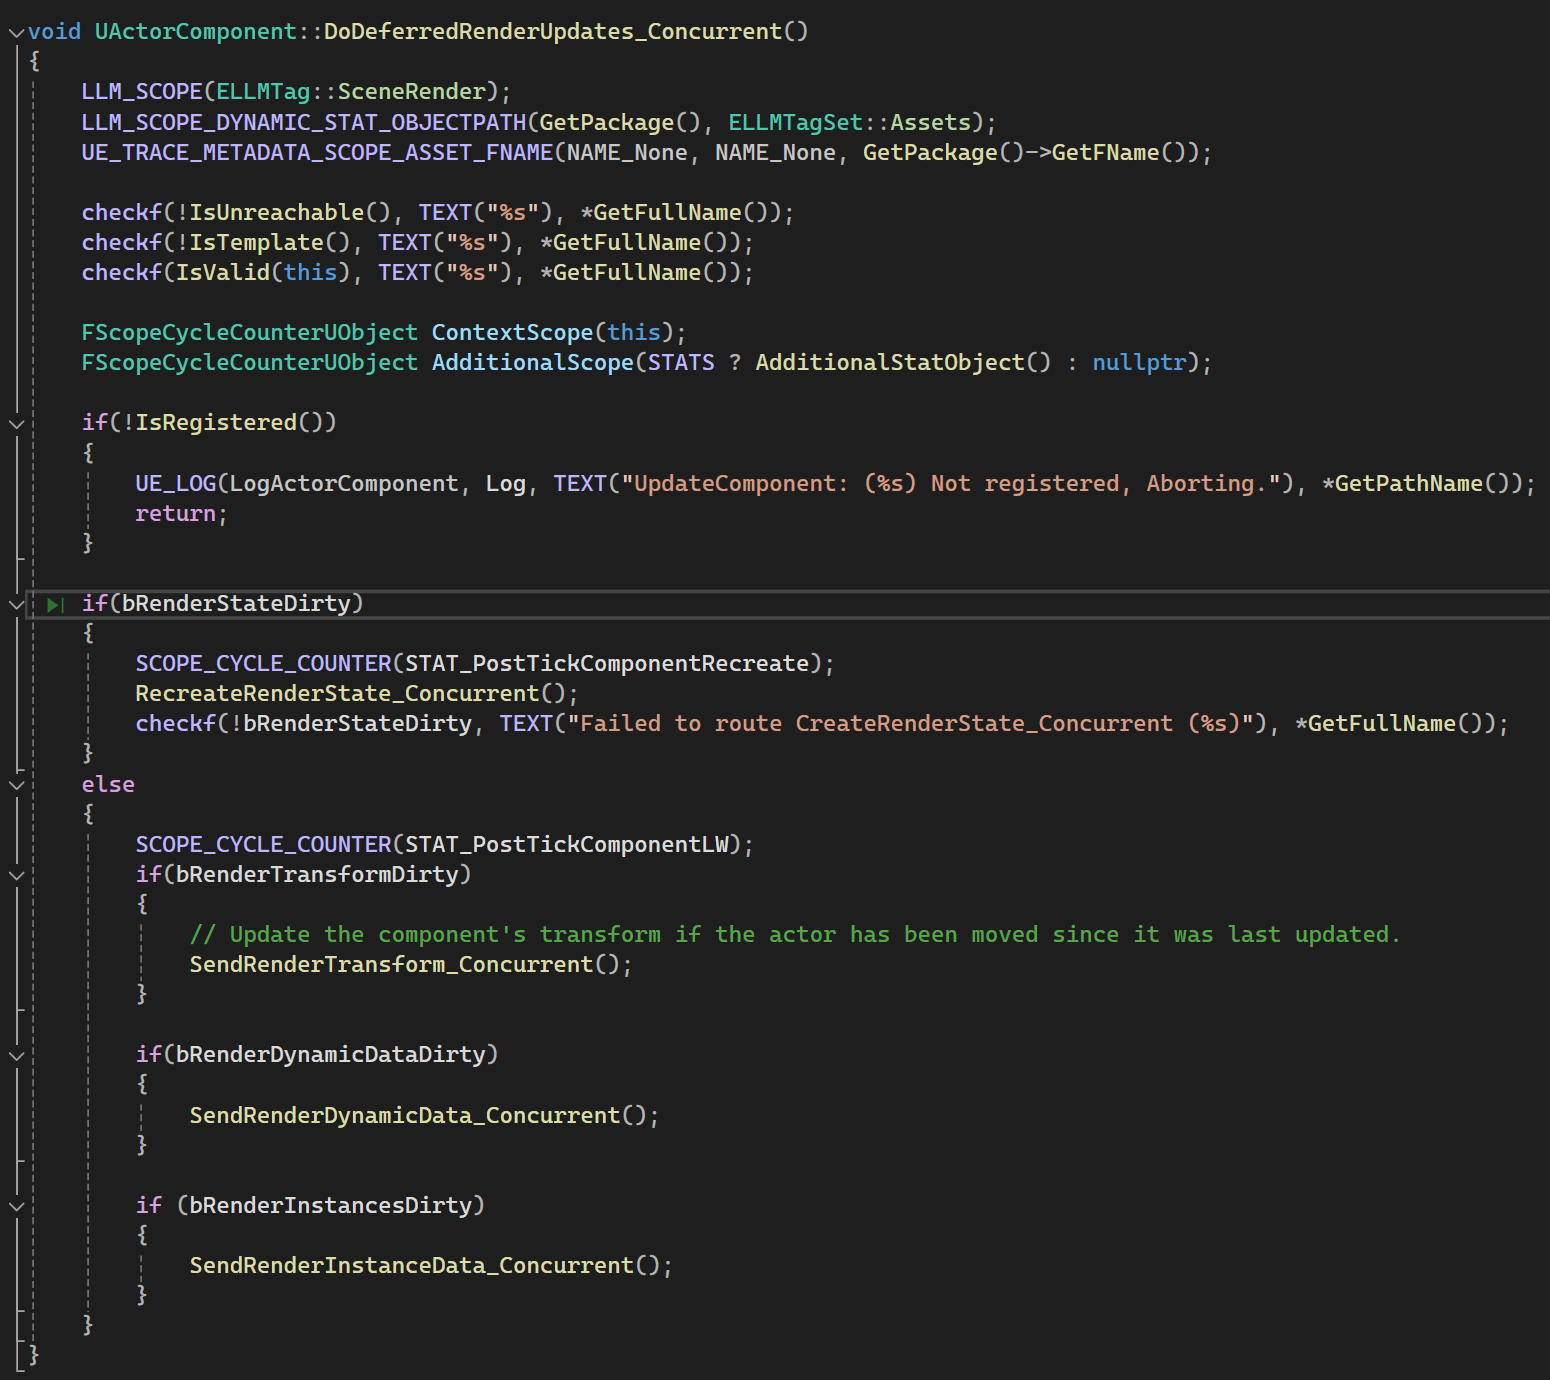 void UActorComponent::DoDeferredRenderUpdates_Concurrent()
{
LLM_SCOPE(ELLMTag::SceneRender);
LLM_SCOPE_DYNAMIC_STAT_OBJECTPATH(GetPackage(), ELLMTagSet::Assets);
UE_TRACE_METADATA_SCOPE_ASSET_FNAME(NAME_None, NAME_None, GetPackage()->GetFName());
checkf(!IsUnreachable(), TEXT("%s"), *GetFullName());
checkf(!IsTemplate(), TEXT("%s"), *GetFullName());
checkf(IsValid(this), TEXT("%s"), *GetFullName());
FScopeCycleCounterUObject ContextScope(this);
FScopeCycleCounterUObject AdditionalScope(STATS ? AdditionalStatObject() : nullptr);
if(!IsRegistered())
{
UE_LOG(LogActorComponent, Log, TEXT("UpdateComponent: (%s) Not registered, Aborting."), *GetPathName());
return;
}
if(bRenderStateDirty)
{
SCOPE_CYCLE_COUNTER(STAT_PostTickComponentRecreate);
RecreateRenderState_Concurrent();
checkf(!bRenderStateDirty, TEXT("Failed to route CreateRenderState_Concurrent (%s)"), *GetFullName());
}
else
{
SCOPE_CYCLE_COUNTER(STAT_PostTickComponentLW);
if(bRenderTransformDirty)
{
// Update the component's transform if the actor has been moved since it was last updated.
SendRenderTransform_Concurrent();
}
if(bRenderDynamicDataDirty)
{
SendRenderDynamicData_Concurrent();
}
if (bRenderInstancesDirty)
{
SendRenderInstanceData_Concurrent();
}
}
}